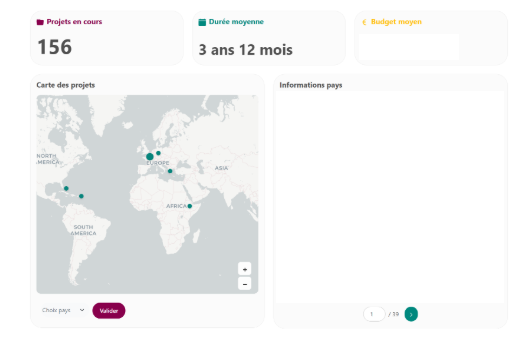 Projets en cours
156
Durée moyenne
3 ans 12 mois
€ Budget moyen
Carte des projets
NORTH AMERICA
EUROPE
ASIA
AFRICA
SOUTH AMERICA
+
−
Choix pays
Valider
Informations pays
1 / 39 ›